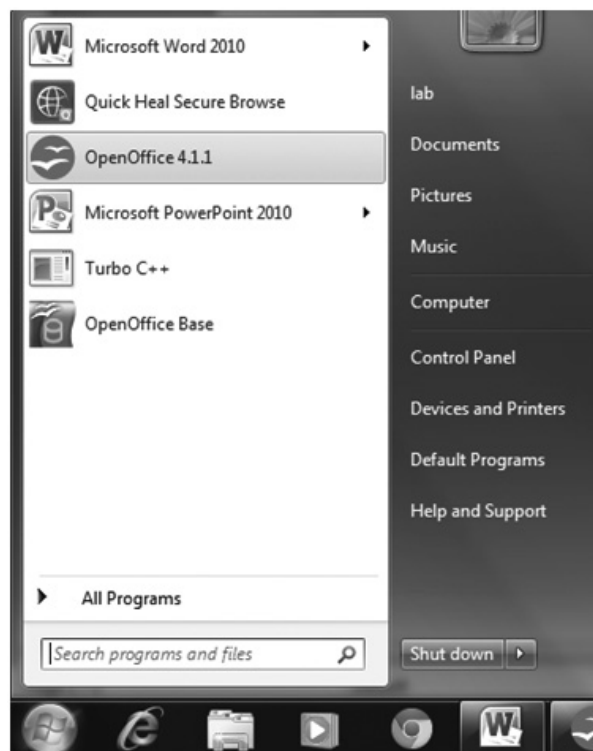 Microsoft Word 2010
Quick Heal Secure Browse
OpenOffice 4.1.1
Microsoft PowerPoint 2010
Turbo C++
OpenOffice Base
All Programs
Search programs and files
lab
Documents
Pictures
Music
Computer
Control Panel
Devices and Printers
Default Programs
Help and Support
Shut down